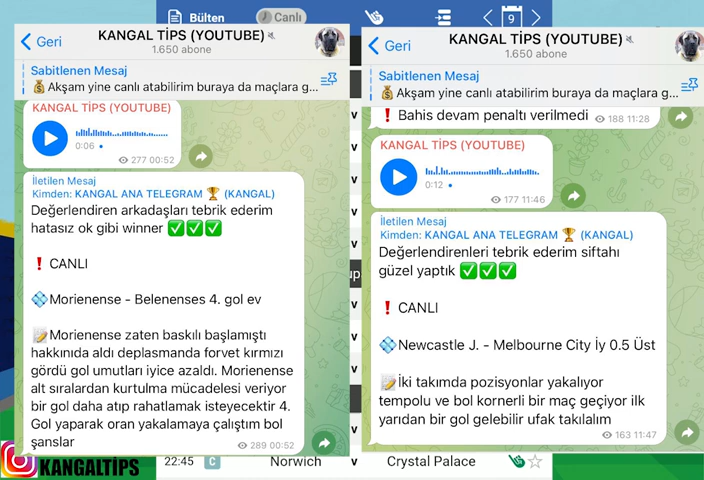 Bülten
Canlı
9
Geri
KANGAL TİPS (YOUTUBE)
1.650 abone
Sabitlenen Mesaj
Akşam yine canlı atabilirim buraya da maçlara g...
KANGAL TİPS (YOUTUBE)
0:06
277 00:52
İletilen Mesaj
Kimden: KANGAL ANA TELEGRAM 🏆 (KANGAL)
Değerlendiren arkadaşları tebrik ederim
hatasız ok gibi winner ✅✅✅
❗ CANLI
💠Morienense - Belenenses 4. gol ev
📝Morienense zaten baskılı başlamıştı
hakkınıda aldı deplasmanda forvet kırmızı
gördü gol umutları iyice azaldı. Morienense
alt sıralardan kurtulma mücadelesi veriyor
bir gol daha atıp rahatlamak isteyecektir 4.
Gol yaparak oran yakalamaya çalıştım bol
şanslar
289 00:52
Geri
KANGAL TİPS (YOUTUBE)
1.650 abone
Sabitlenen Mesaj
Akşam yine canlı atabilirim buraya da maçlara g...
❗ Bahis devam penaltı verilmedi
188 11:28
KANGAL TİPS (YOUTUBE)
0:12
177 11:46
İletilen Mesaj
Kimden: KANGAL ANA TELEGRAM 🏆 (KANGAL)
Değerlendirenleri tebrik ederim siftahı
güzel yaptık ✅✅✅
❗ CANLI
💠Newcastle J. - Melbourne City İy 0.5 Üst
📝İki takımda pozisyonlar yakalıyor
tempolu ve bol kornerli bir maç geçiyor ilk
yarıdan bir gol gelebilir ufak takılalım
163 11:47
KANGALTİPS
22:45 C Norwich v Crystal Palace